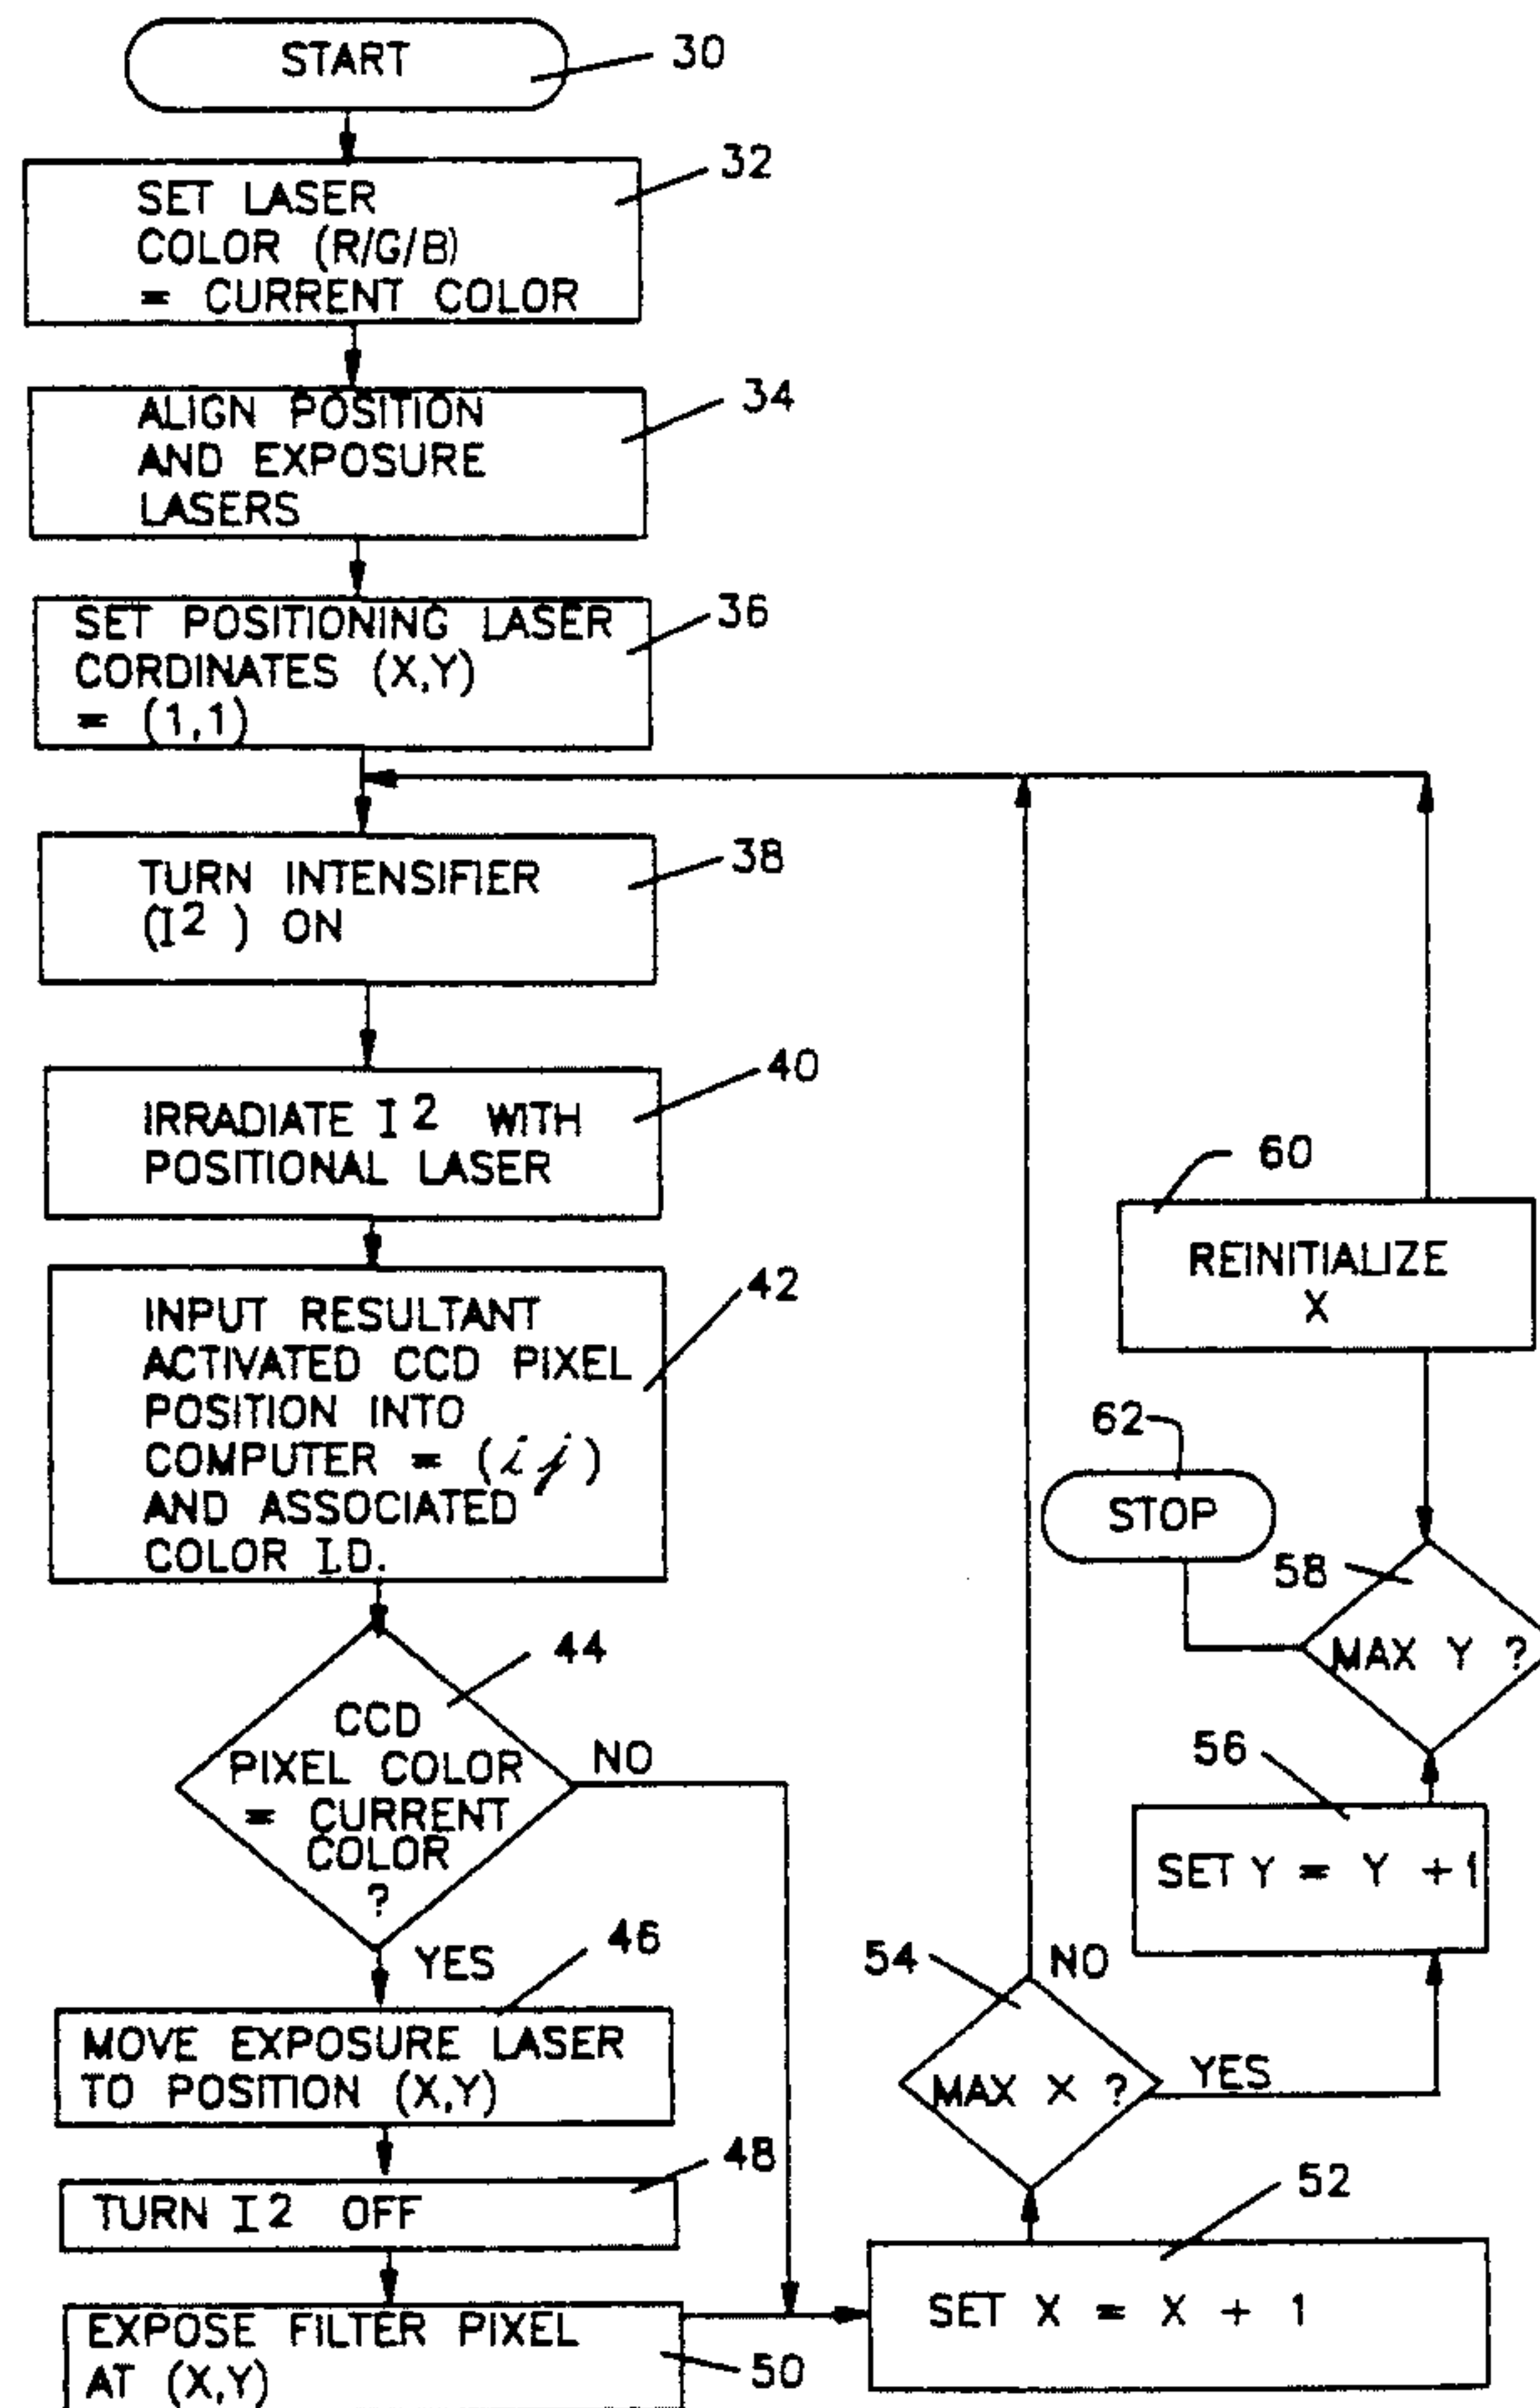 START
30
SET LASER
COLOR (R/G/B)
= CURRENT COLOR
32
ALIGN POSITION
AND EXPOSURE
LASERS
34
SET POSITIONING LASER
CORDINATES (X,Y)
= (1,1)
36
TURN INTENSIFIER
(I2 ) ON
38
IRRADIATE I2 WITH
POSITIONAL LASER
40
INPUT RESULTANT
ACTIVATED CCD PIXEL
POSITION INTO
COMPUTER = (i j)
AND ASSOCIATED
COLOR I.D.
42
CCD
PIXEL COLOR
= CURRENT
COLOR
?
44
NO
YES
MOVE EXPOSURE LASER
TO POSITION (X,Y)
46
TURN I2 OFF
48
EXPOSE FILTER PIXEL
AT (X,Y)
50
SET X = X + 1
52
MAX X ?
54
NO
YES
SET Y = Y +1
56
MAX Y ?
58
REINITIALIZE
X
60
STOP
62